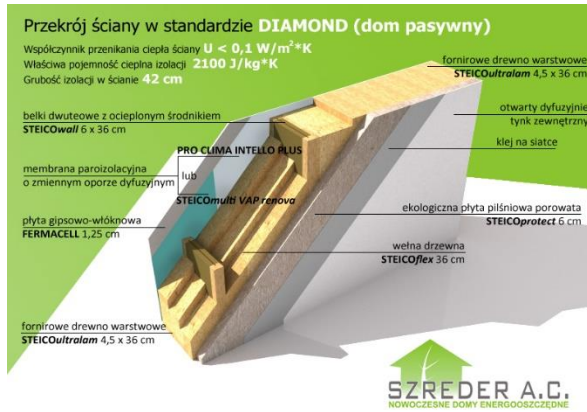 Przekrój ściany w standardzie DIAMOND (dom pasywny)
Współczynnik przenikania ciepła ściany U < 0,1 W/m²*K
Właściwa pojemność cieplna izolacji 2100 J/kg*K
Grubość izolacji w ścianie 42 cm
fornirowe drewno warstwowe
STEICOultralam 4,5 x 36 cm
belki dwuteowe z ocieplonym środnikiem
STEICOwall 6 x 36 cm
otwarty dyfuzyjnie
tynk zewnętrzny
klej na siatce
PRO CLIMA INTELLO PLUS
membrana paroizolacyjna
o zmiennym oporze dyfuzyjnym
lub
STEICOmulti VAP renova
ekologiczna płyta pilśniowa porowata
STEICOprotect 6 cm
płyta gipsowo-włóknowa
FERMACELL 1,25 cm
wełna drzewna
STEICOflex 36 cm
fornirowe drewno warstwowe
STEICOultralam 4,5 x 36 cm
SZREDER A.C.
NOWOCZESNE DOMY ENERGOOSZCZĘDNE